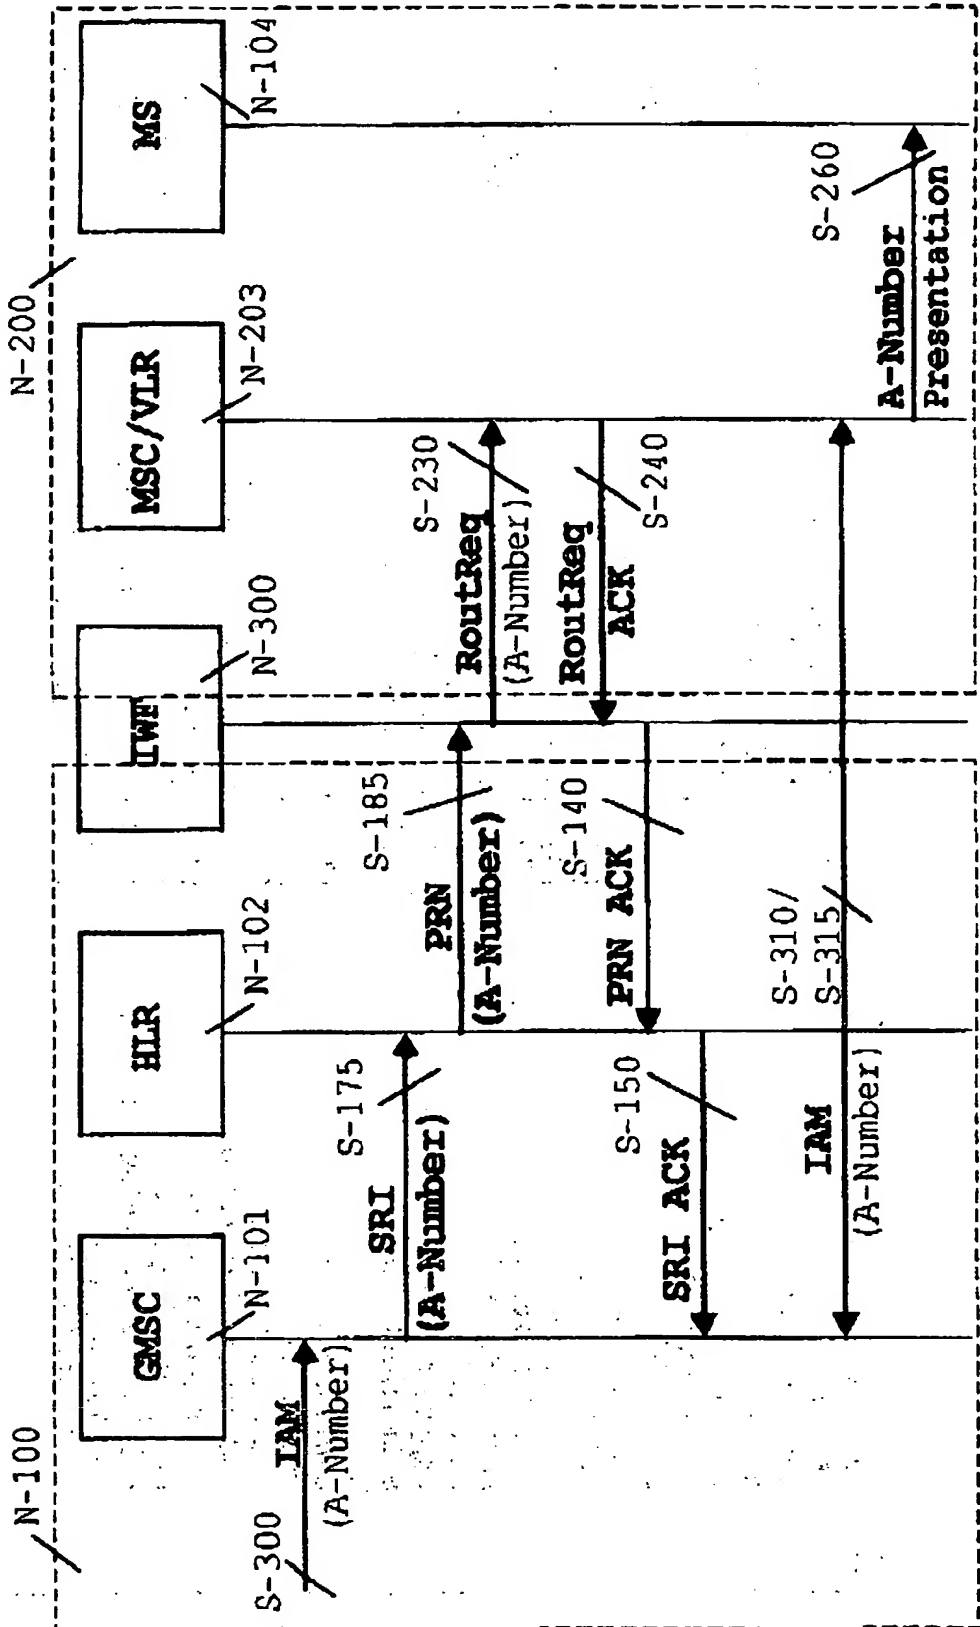 N-100
N-200
GMSC
HLR
IWF
MSC/VLR
MS
N-101
N-102
N-300
N-203
N-104
S-300
IAM
(A-Number)
SRI
(A-Number)
S-175
PRN
(A-Number)
S-185
RoutReq
(A-Number)
S-230
RoutReq
ACK
S-240
PRN ACK
S-140
SRI ACK
S-150
IAM
(A-Number)
S-310/
S-315
A-Number
Presentation
S-260